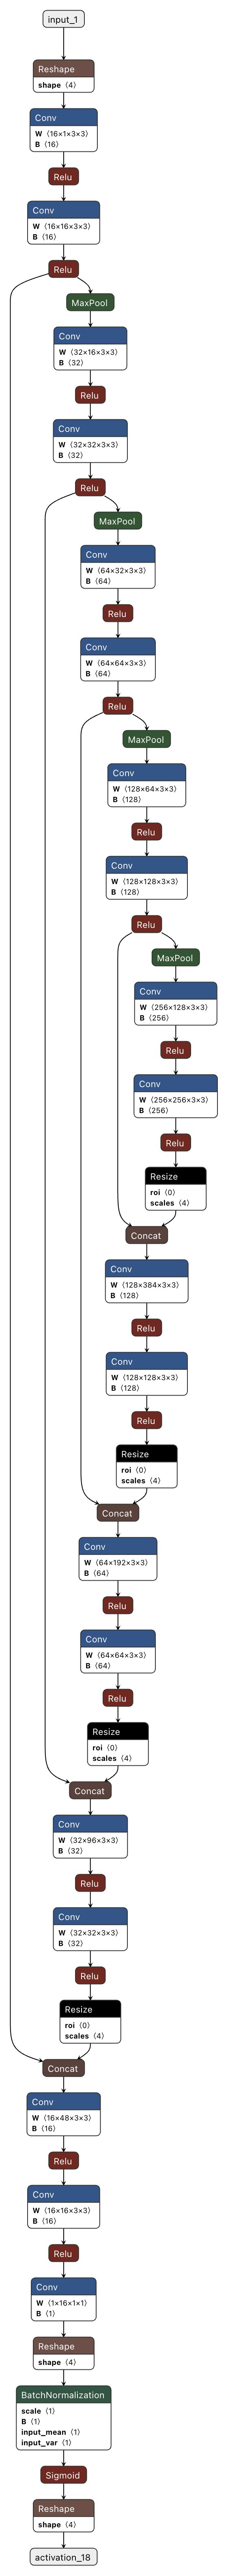 input_1
Reshape
shape ⟨4⟩
Conv
W ⟨16×1×3×3⟩
B ⟨16⟩
Relu
Conv
W ⟨16×16×3×3⟩
B ⟨16⟩
Relu
MaxPool
Conv
W ⟨32×16×3×3⟩
B ⟨32⟩
Relu
Conv
W ⟨32×32×3×3⟩
B ⟨32⟩
Relu
MaxPool
Conv
W ⟨64×32×3×3⟩
B ⟨64⟩
Relu
Conv
W ⟨64×64×3×3⟩
B ⟨64⟩
Relu
MaxPool
Conv
W ⟨128×64×3×3⟩
B ⟨128⟩
Relu
Conv
W ⟨128×128×3×3⟩
B ⟨128⟩
Relu
MaxPool
Conv
W ⟨256×128×3×3⟩
B ⟨256⟩
Relu
Conv
W ⟨256×256×3×3⟩
B ⟨256⟩
Relu
Resize
roi ⟨0⟩
scales ⟨4⟩
Concat
Conv
W ⟨128×384×3×3⟩
B ⟨128⟩
Relu
Conv
W ⟨128×128×3×3⟩
B ⟨128⟩
Relu
Resize
roi ⟨0⟩
scales ⟨4⟩
Concat
Conv
W ⟨64×192×3×3⟩
B ⟨64⟩
Relu
Conv
W ⟨64×64×3×3⟩
B ⟨64⟩
Relu
Resize
roi ⟨0⟩
scales ⟨4⟩
Concat
Conv
W ⟨32×96×3×3⟩
B ⟨32⟩
Relu
Conv
W ⟨32×32×3×3⟩
B ⟨32⟩
Relu
Resize
roi ⟨0⟩
scales ⟨4⟩
Concat
Conv
W ⟨16×48×3×3⟩
B ⟨16⟩
Relu
Conv
W ⟨16×16×3×3⟩
B ⟨16⟩
Relu
Conv
W ⟨1×16×1×1⟩
B ⟨1⟩
Reshape
shape ⟨4⟩
BatchNormalization
scale ⟨1⟩
B ⟨1⟩
input_mean ⟨1⟩
input_var ⟨1⟩
Sigmoid
Reshape
shape ⟨4⟩
activation_18